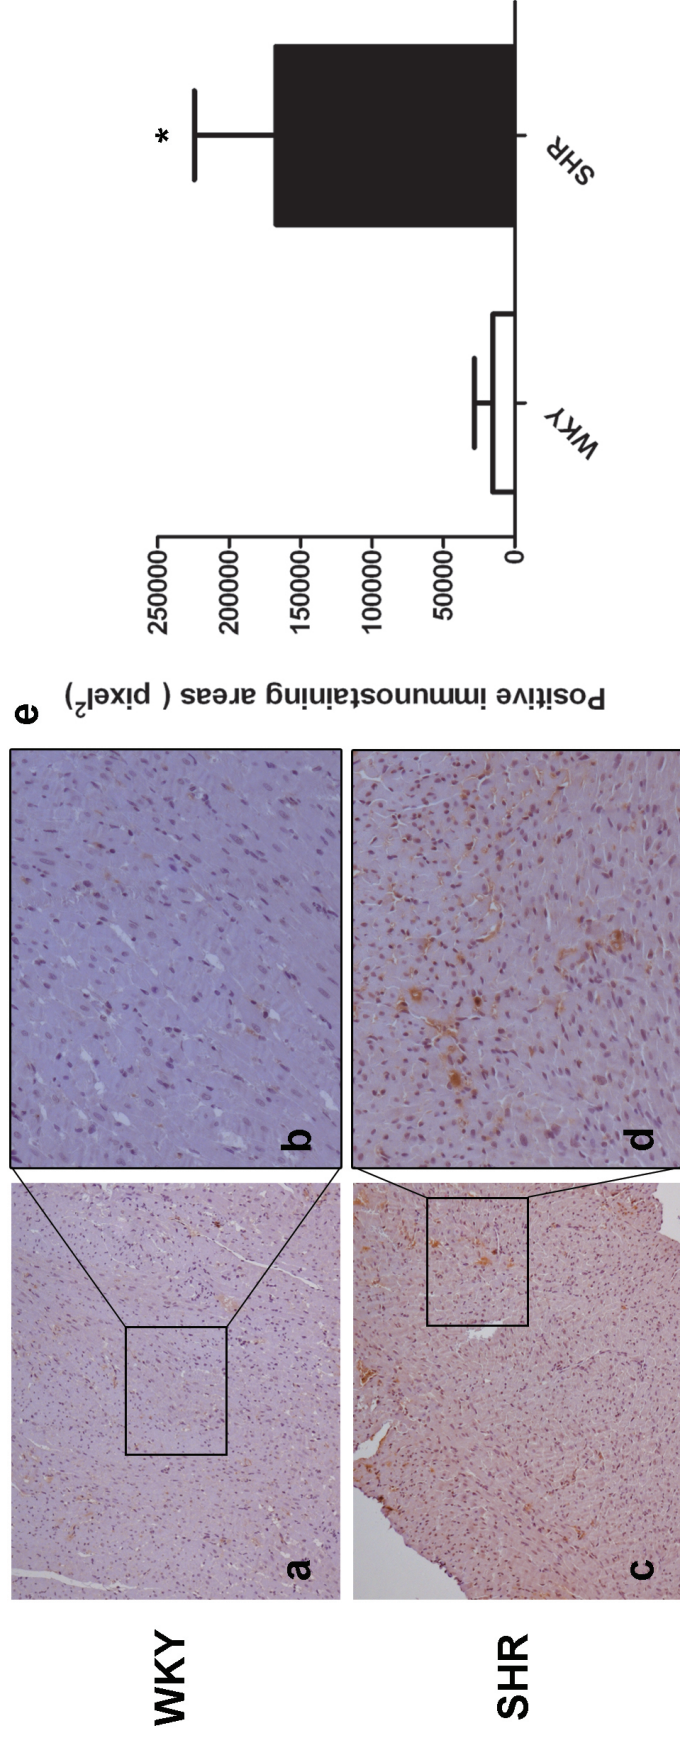 WKY
a
b
SHR
c
d
e
Positive immunostaining areas ( pixel²)
250000
200000
150000
100000
50000
0
*
WKY
SHR